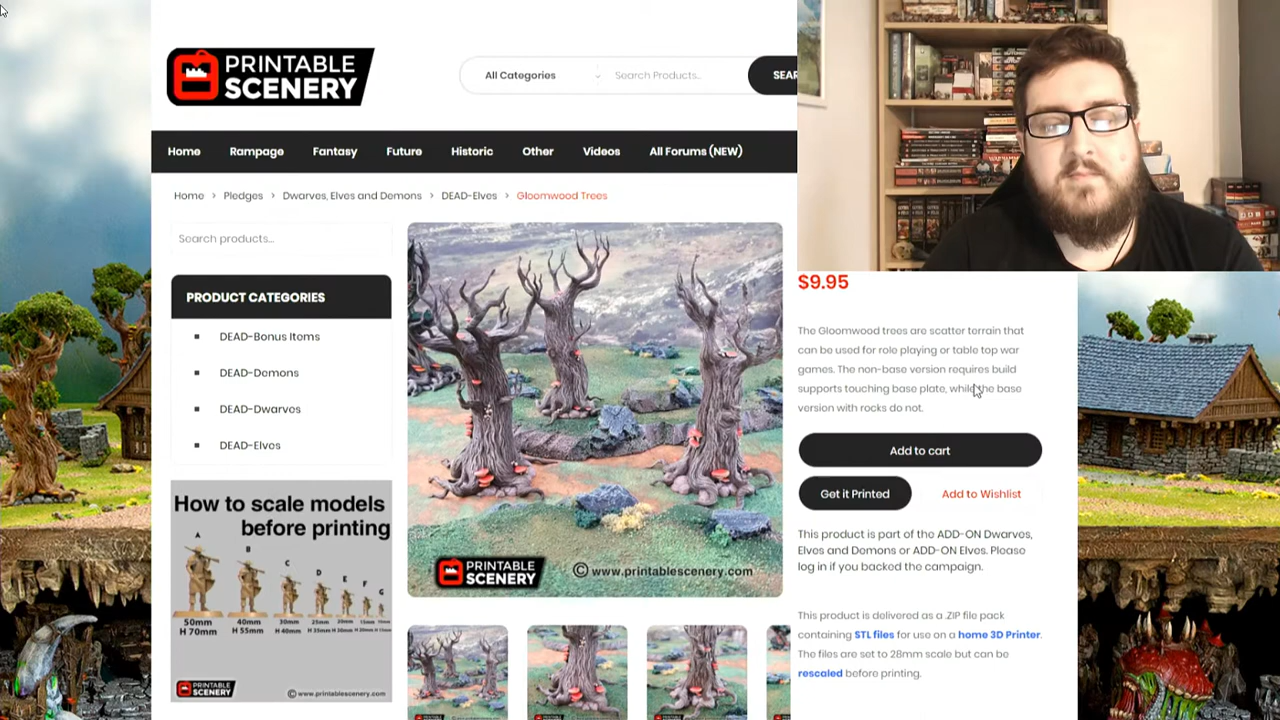 PRINTABLE
SCENERY
All Categories
Search Products..
SEAR
Home
Rampage
Fantasy
Future
Historic
Other
Videos
All Forums (NEW)
Home > Pledges > Dwarves, Elves and Demons > DEAD-Elves > Gloomwood Trees
Search products...
PRODUCT CATEGORIES
DEAD-Bonus Items
DEAD-Demons
DEAD-Dwarves
DEAD-Elves
How to scale models
before printing
A
B
C
D
E
F
G
50mm
H 70mm
40mm
H 55mm
30mm
H 40mm
25mm
H 35mm
PRINTABLE
SCENERY
©www.printablescenery.com
PRINTABLE
SCENERY
© www.printablescenery.com
$9.95
The Gloomwood trees are scatter terrain that
can be used for role playing or table top war
games. The non-base version requires build
supports touching base plate, while the base
version with rocks do not.
Add to cart
Get it Printed
Add to Wishlist
This product is part of the ADD-ON Dwarves,
Elves and Demons or ADD-ON Elves. Please
log in if you backed the campaign.
This product is delivered as a .ZIP file pack
containing STL files for use on a home 3D Printer.
The files are set to 28mm scale but can be
rescaled before printing.